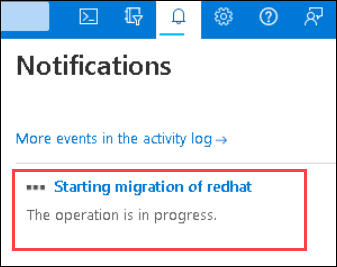 Notifications
More events in the activity log →
Starting migration of redhat
The operation is in progress.